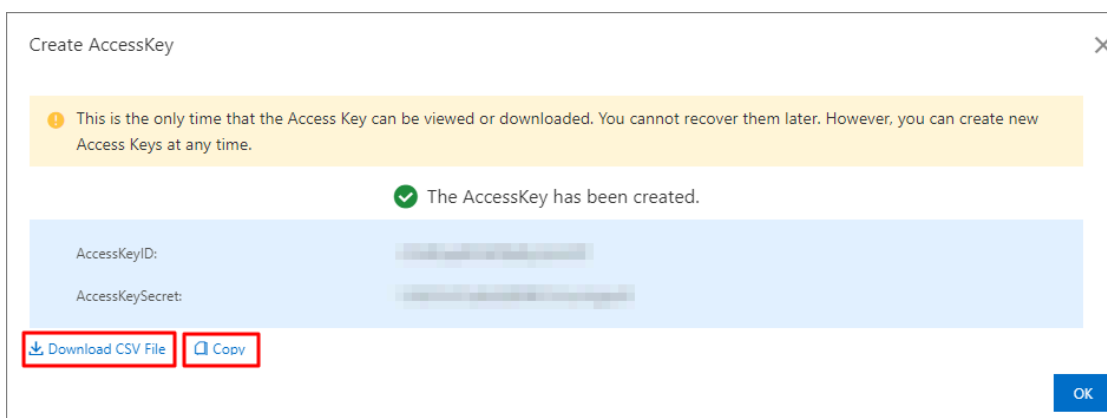 Create AccessKey
This is the only time that the Access Key can be viewed or downloaded. You cannot recover them later. However, you can create new
Access Keys at any time.
The AccessKey has been created.
AccessKeyID:
AccessKeySecret:
Download CSV File
Copy
OK